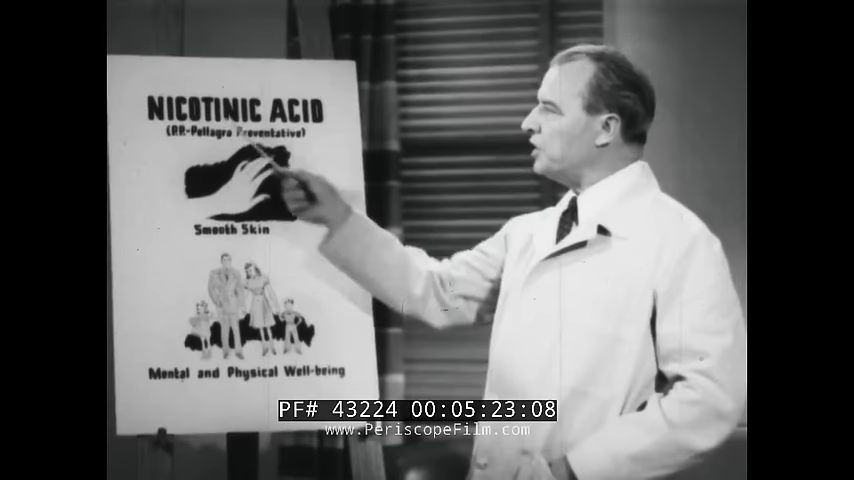 NICOTINIC ACID
(P.P.-Pellagra Preventative)
Smooth Skin
Mental and Physical Well-being
PF# 43224 00:05:23:08
www.PeriscopeFilm.com